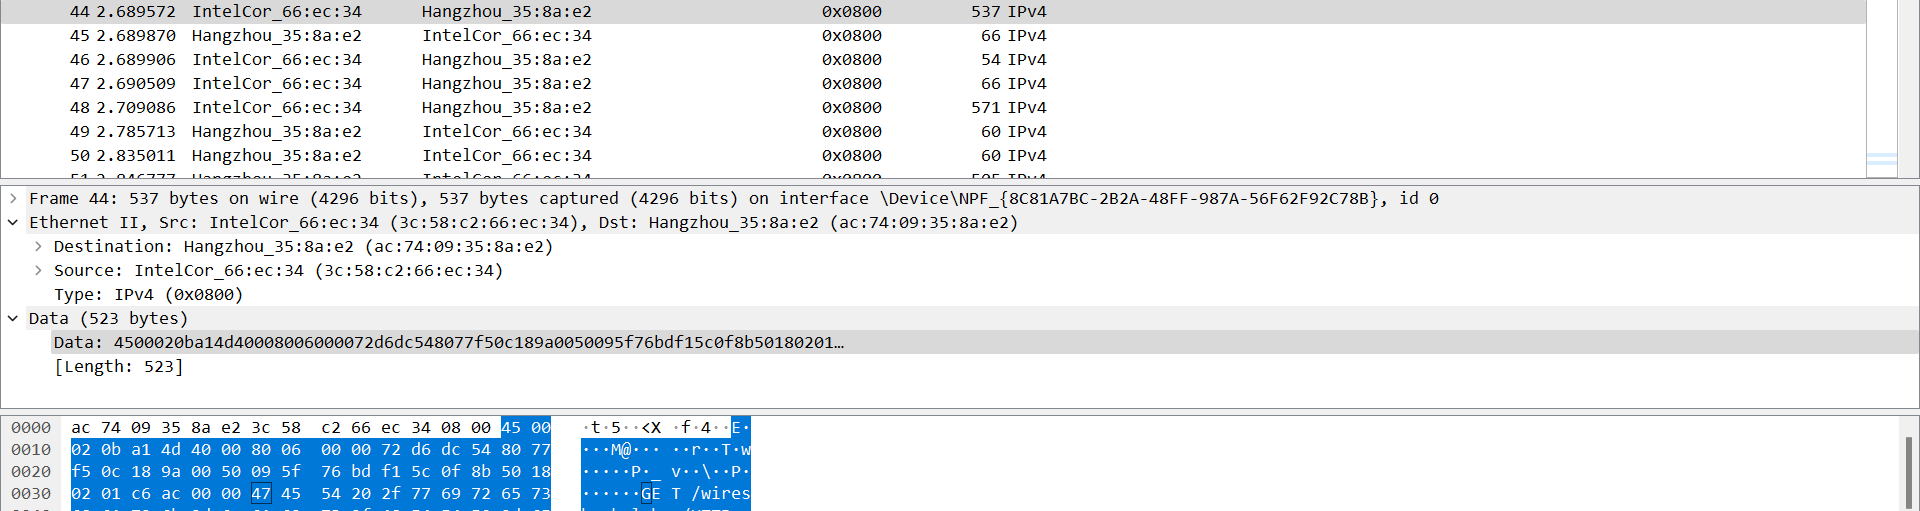 44 2.689572 IntelCor_66:ec:34 Hangzhou_35:8a:e2 0x0800 537 IPv4
45 2.689870 Hangzhou_35:8a:e2 IntelCor_66:ec:34 0x0800 66 IPv4
46 2.689906 IntelCor_66:ec:34 Hangzhou_35:8a:e2 0x0800 54 IPv4
47 2.690509 IntelCor_66:ec:34 Hangzhou_35:8a:e2 0x0800 66 IPv4
48 2.709086 IntelCor_66:ec:34 Hangzhou_35:8a:e2 0x0800 571 IPv4
49 2.785713 Hangzhou_35:8a:e2 IntelCor_66:ec:34 0x0800 60 IPv4
50 2.835011 Hangzhou_35:8a:e2 IntelCor_66:ec:34 0x0800 60 IPv4
Frame 44: 537 bytes on wire (4296 bits), 537 bytes captured (4296 bits) on interface \Device\NPF_{8C81A7BC-2B2A-48FF-987A-56F62F92C78B}, id 0
Ethernet II, Src: IntelCor_66:ec:34 (3c:58:c2:66:ec:34), Dst: Hangzhou_35:8a:e2 (ac:74:09:35:8a:e2)
Destination: Hangzhou_35:8a:e2 (ac:74:09:35:8a:e2)
Source: IntelCor_66:ec:34 (3c:58:c2:66:ec:34)
Type: IPv4 (0x0800)
Data (523 bytes)
Data: 4500020ba14d40008006000072d6dc548077f50c189a0050095f76bdf15c0f8b50180201…
[Length: 523]
0000 ac 74 09 35 8a e2 3c 58 c2 66 ec 34 08 00 45 00 ·t·5··<X ·f·4··E·
0010 02 0b a1 4d 40 00 80 06 00 00 72 d6 dc 54 80 77 ···M@··· ··r··T·w
0020 f5 0c 18 9a 00 50 09 5f 76 bd f1 5c 0f 8b 50 18 ·····P·_ v··\··P·
0030 02 01 c6 ac 00 00 47 45 54 20 2f 77 69 72 65 73 ······GE T /wires